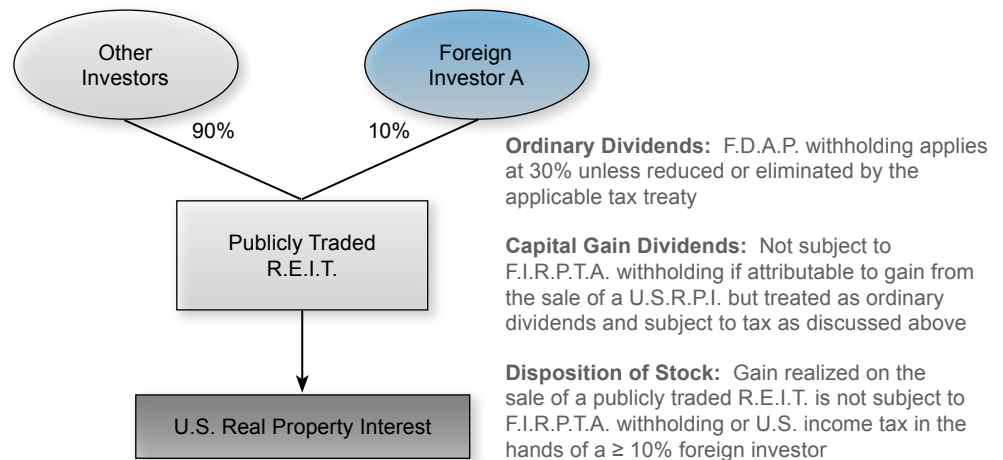 Other
Investors
Foreign
Investor A
90%
10%
Publicly Traded
R.E.I.T.
U.S. Real Property Interest
Ordinary Dividends: F.D.A.P. withholding applies
at 30% unless reduced or eliminated by the
applicable tax treaty
Capital Gain Dividends: Not subject to
F.I.R.P.T.A. withholding if attributable to gain from
the sale of a U.S.R.P.I. but treated as ordinary
dividends and subject to tax as discussed above
Disposition of Stock: Gain realized on the
sale of a publicly traded R.E.I.T. is not subject to
F.I.R.P.T.A. withholding or U.S. income tax in the
hands of a ≥ 10% foreign investor